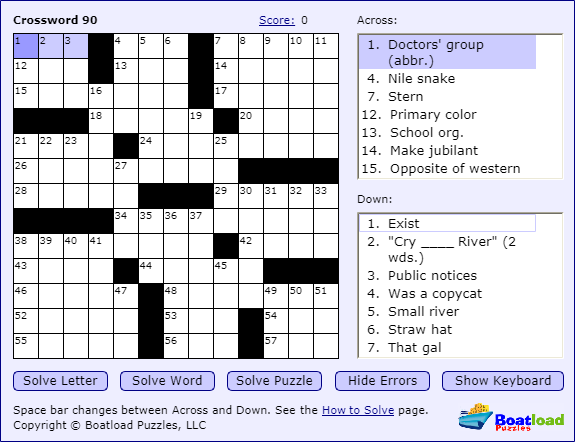 Crossword 90
Score: 0
1 2 3 4 5 6 7 8 9 10 11
12 13 14
15 16 17
18 19 20
21 22 23 24 25
26 27
28 29 30 31 32 33
34 35 36 37
38 39 40 41 42
43 44 45
46 47 48 49 50 51
52 53 54
55 56 57
Across:
1. Doctors' group
(abbr.)
4. Nile snake
7. Stern
12. Primary color
13. School org.
14. Make jubilant
15. Opposite of western
Down:
1. Exist
2. "Cry ____ River" (2
wds.)
3. Public notices
4. Was a copycat
5. Small river
6. Straw hat
7. That gal
Solve Letter Solve Word Solve Puzzle Hide Errors Show Keyboard
Space bar changes between Across and Down. See the How to Solve page.
Copyright © Boatload Puzzles, LLC
Boatload
Puzzles